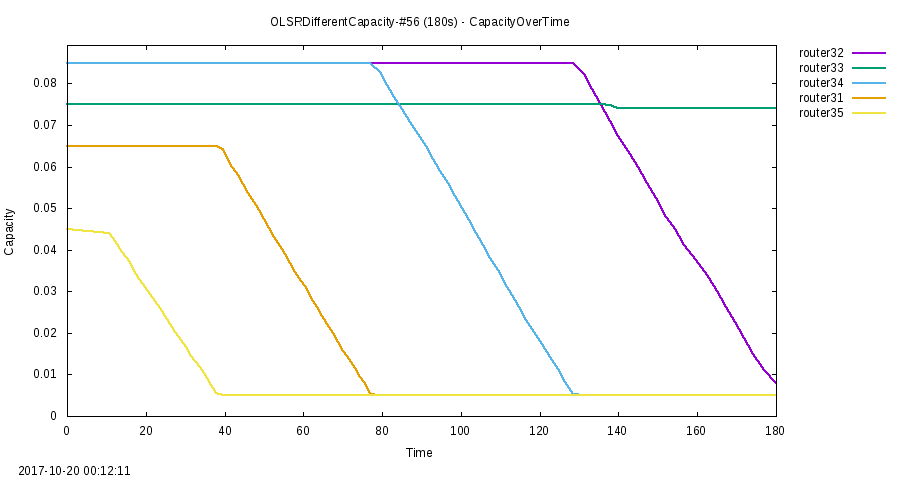 OLSRDifferentCapacity-#56 (180s) - CapacityOverTime
router32
router33
router34
router31
router35
0.08
0.07
0.06
0.05
0.04
0.03
0.02
0.01
0
Capacity
0 20 40 60 80 100 120 140 160 180
Time
2017-10-20 00:12:11